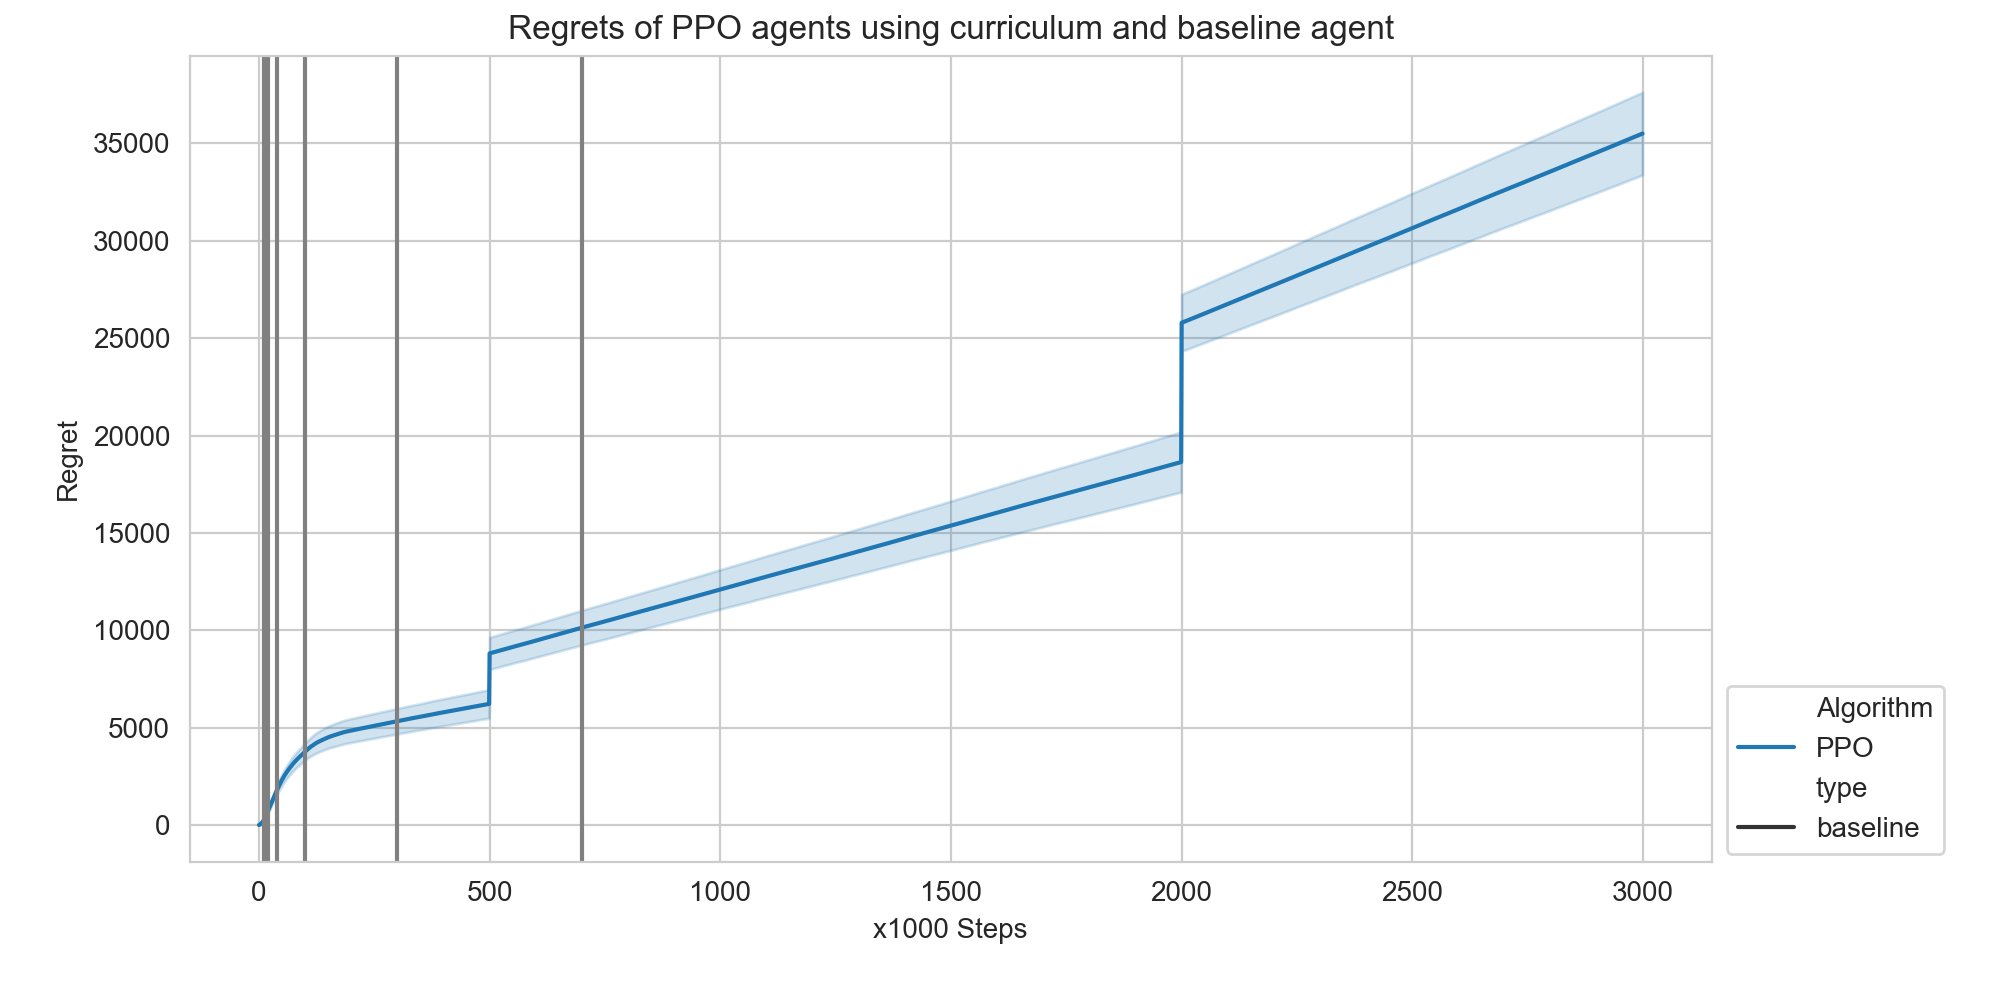 Regrets of PPO agents using curriculum and baseline agent
35000
30000
25000
20000
15000
10000
5000
0
Regret
0 500 1000 1500 2000 2500 3000
x1000 Steps
Algorithm
PPO
type
baseline